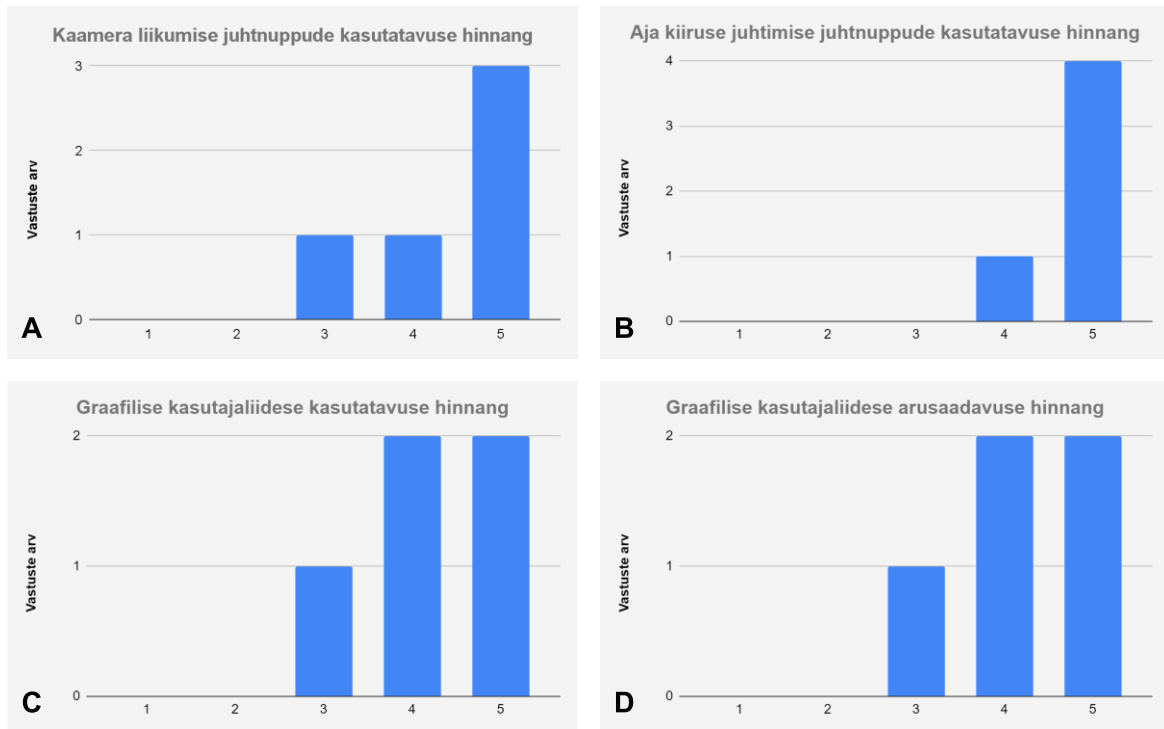 Kaamera liikumise juhtnuppude kasutatavuse hinnang
3
2
1
0
Vastuste arv
1 2 3 4 5
A
Aja kiiruse juhtimise juhtnuppude kasutatavuse hinnang
4
3
2
1
0
Vastuste arv
1 2 3 4 5
B
Graafilise kasutajaliidese kasutatavuse hinnang
2
1
0
Vastuste arv
1 2 3 4 5
C
Graafilise kasutajaliidese arusaadavuse hinnang
2
1
0
Vastuste arv
1 2 3 4 5
D